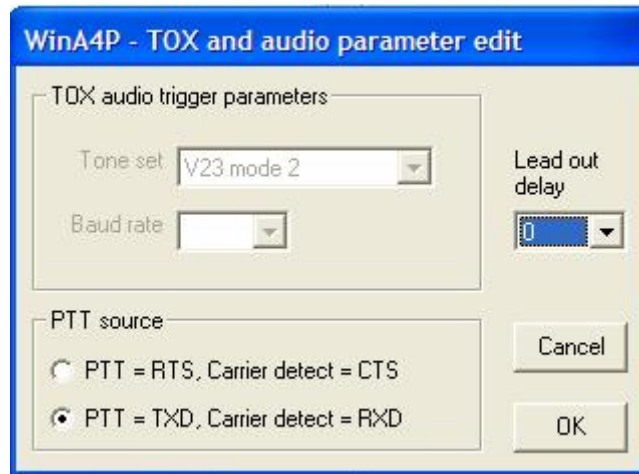 WinA4P - TOX and audio parameter edit
TOX audio trigger parameters
Tone set V23 mode 2
Baud rate
Lead out
delay
0
PTT source
PTT = RTS, Carrier detect = CTS
PTT = TXD, Carrier detect = RXD
Cancel
OK